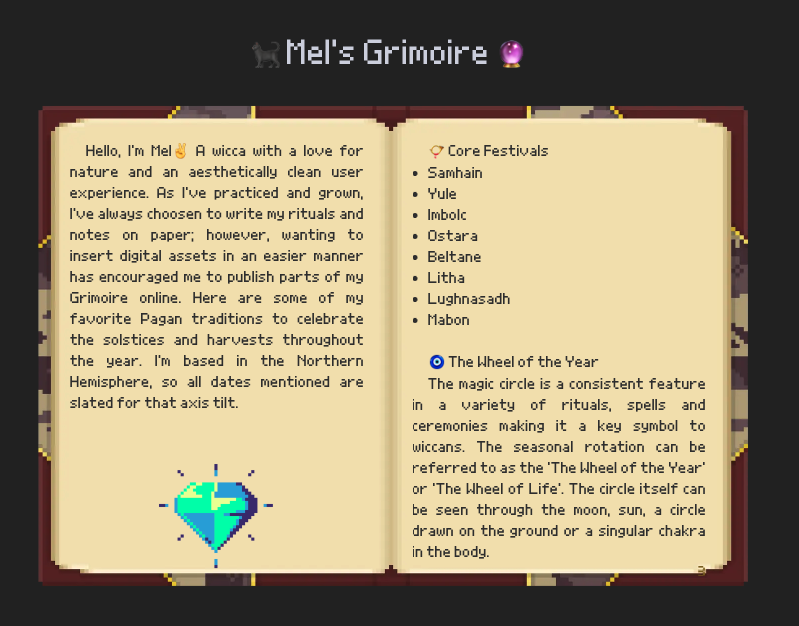 🐈‍⬛Mel's Grimoire 🔮
Hello, I'm Mel✌️ A wicca with a love for
nature and an aesthetically clean user
experience. As I've practiced and grown,
I've always choosen to write my rituals and
notes on paper; however, wanting to
insert digital assets in an easier manner
has encouraged me to publish parts of my
Grimoire online. Here are some of my
favorite Pagan traditions to celebrate
the solstices and harvests throughout
the year. I'm based in the Northern
Hemisphere, so all dates mentioned are
slated for that axis tilt.
Core Festivals
• Samhain
• Yule
• Imbolc
• Ostara
• Beltane
• Litha
• Lughnasadh
• Mabon
🧿 The Wheel of the Year
The magic circle is a consistent feature
in a variety of rituals, spells and
ceremonies making it a key symbol to
wiccans. The seasonal rotation can be
referred to as the 'The Wheel of the Year'
or 'The Wheel of Life'. The circle itself can
be seen through the moon, sun, a circle
drawn on the ground or a singular chakra
in the body.